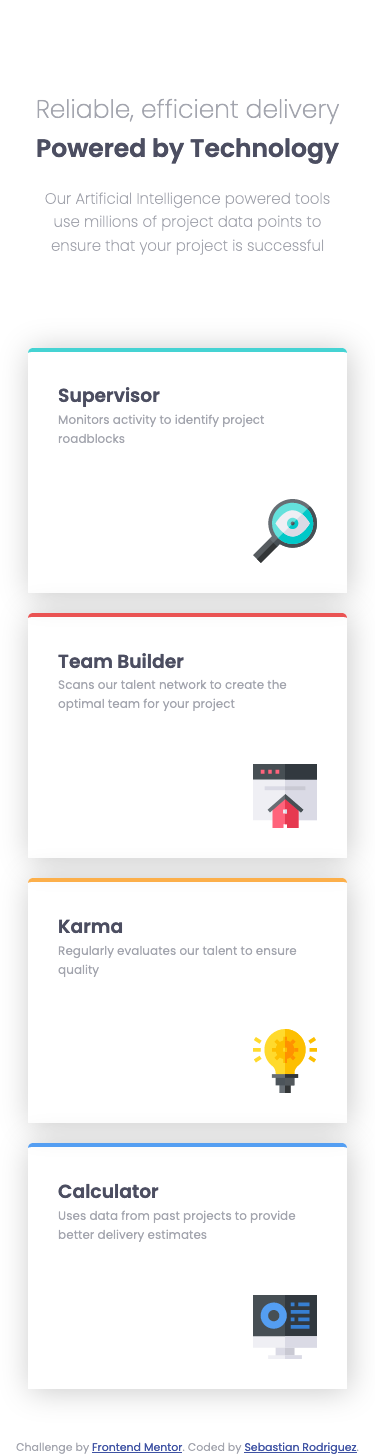 Reliable, efficient delivery
Powered by Technology
Our Artificial Intelligence powered tools
use millions of project data points to
ensure that your project is successful
Supervisor
Monitors activity to identify project
roadblocks
Team Builder
Scans our talent network to create the
optimal team for your project
Karma
Regularly evaluates our talent to ensure
quality
Calculator
Uses data from past projects to provide
better delivery estimates
Challenge by Frontend Mentor. Coded by Sebastian Rodriguez.